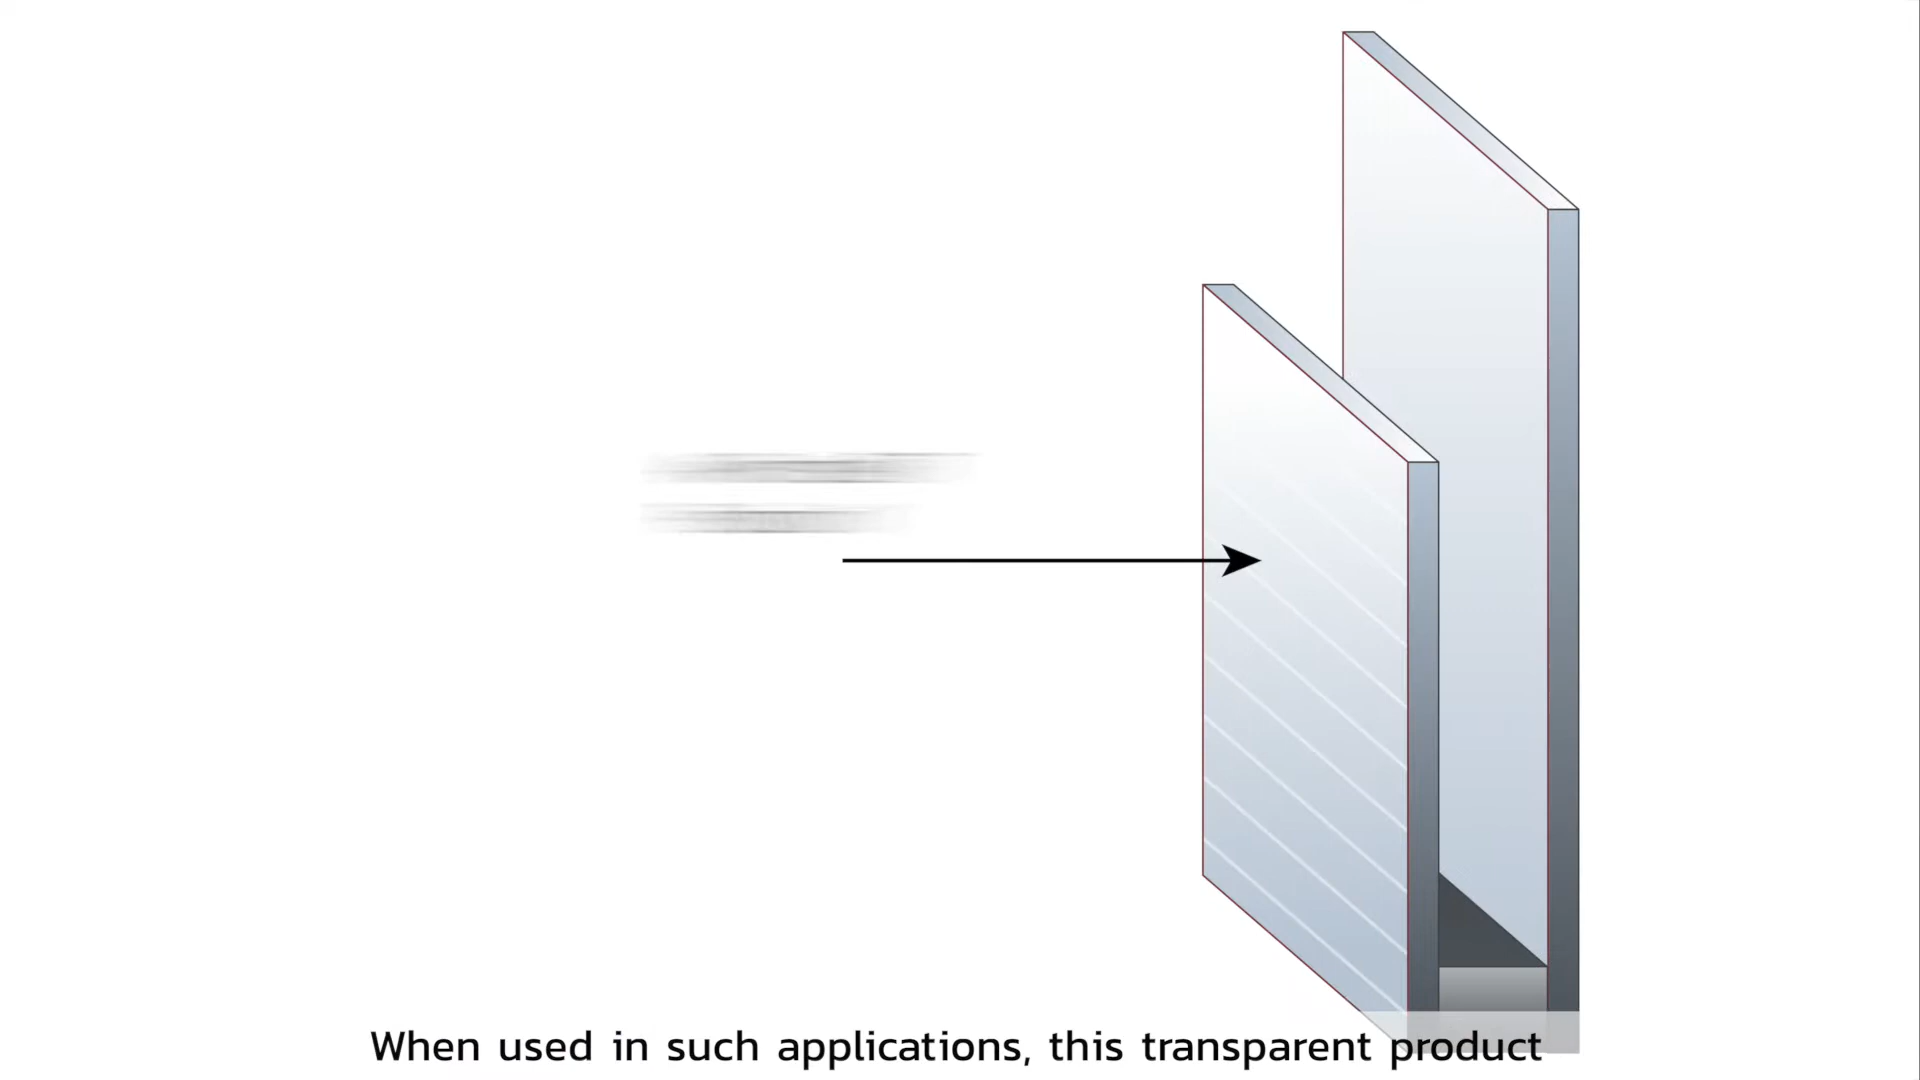 When used in such applications, this transparent product